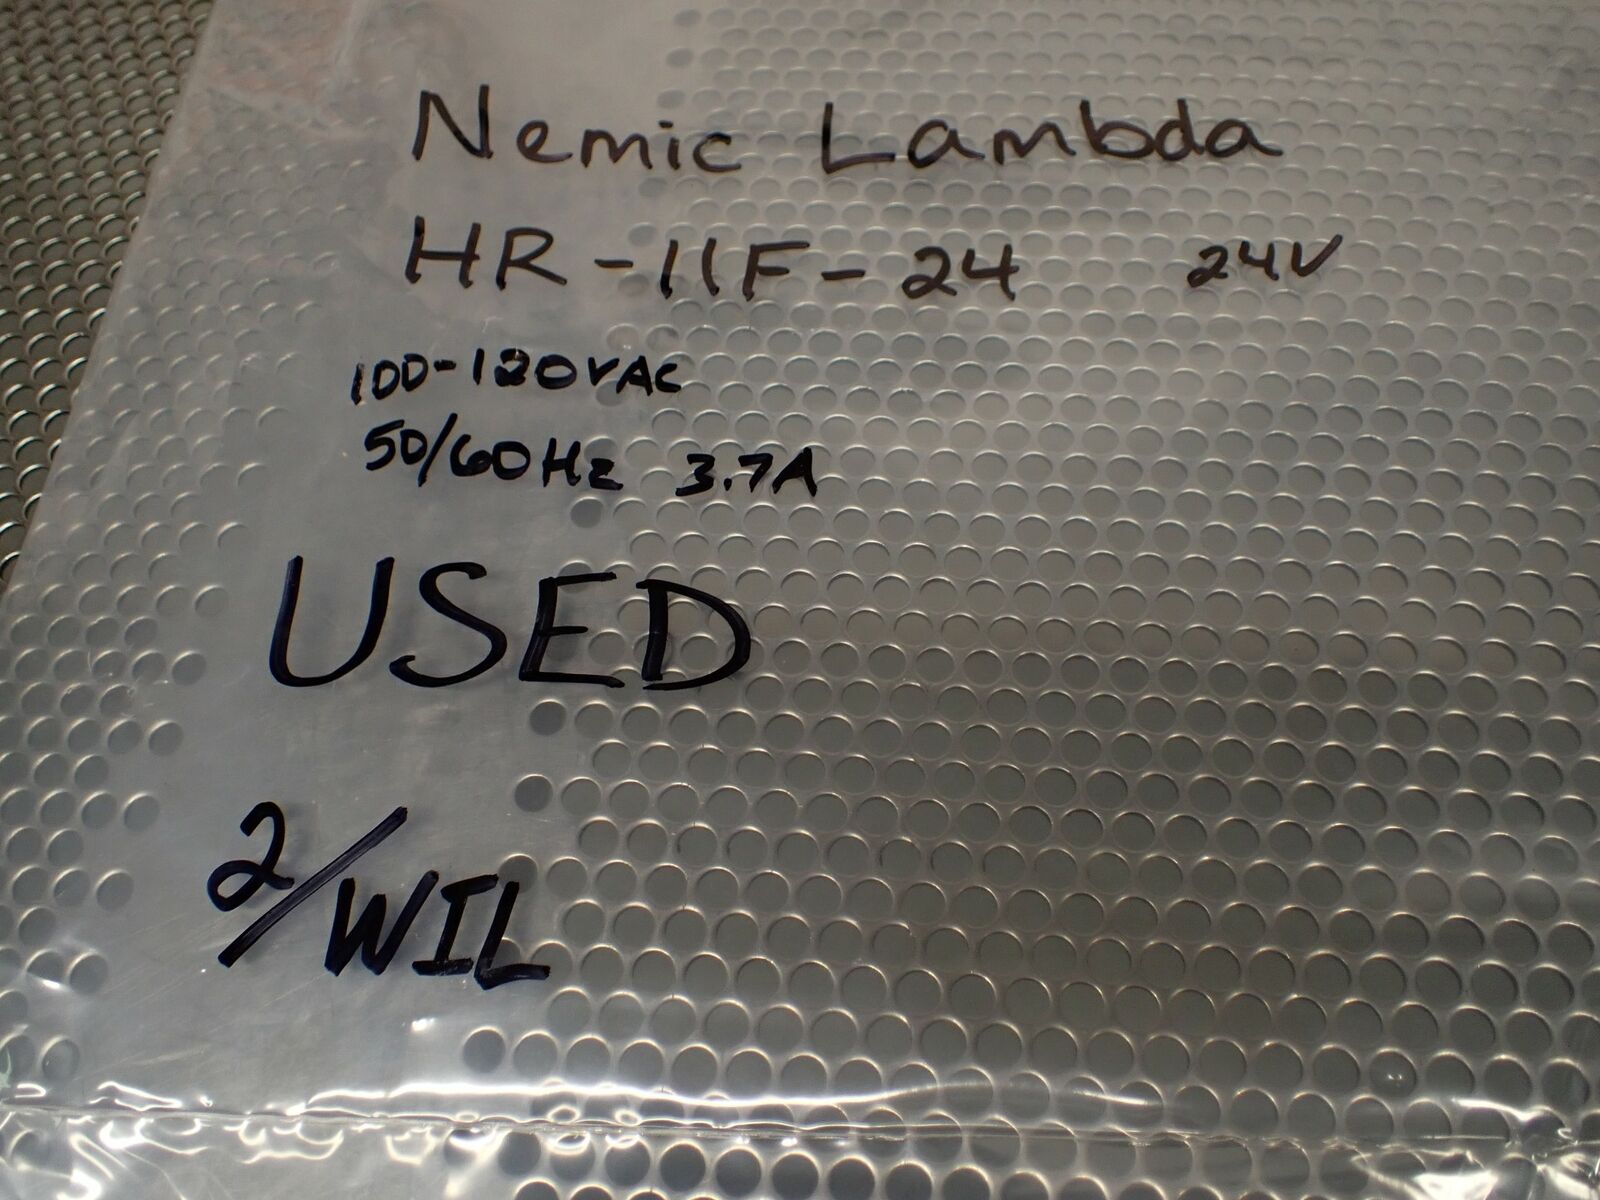 Nemic Lambda
HR-11F-24 24V
100-120VAC
50/60Hz 3.7A
USED
2/WIL